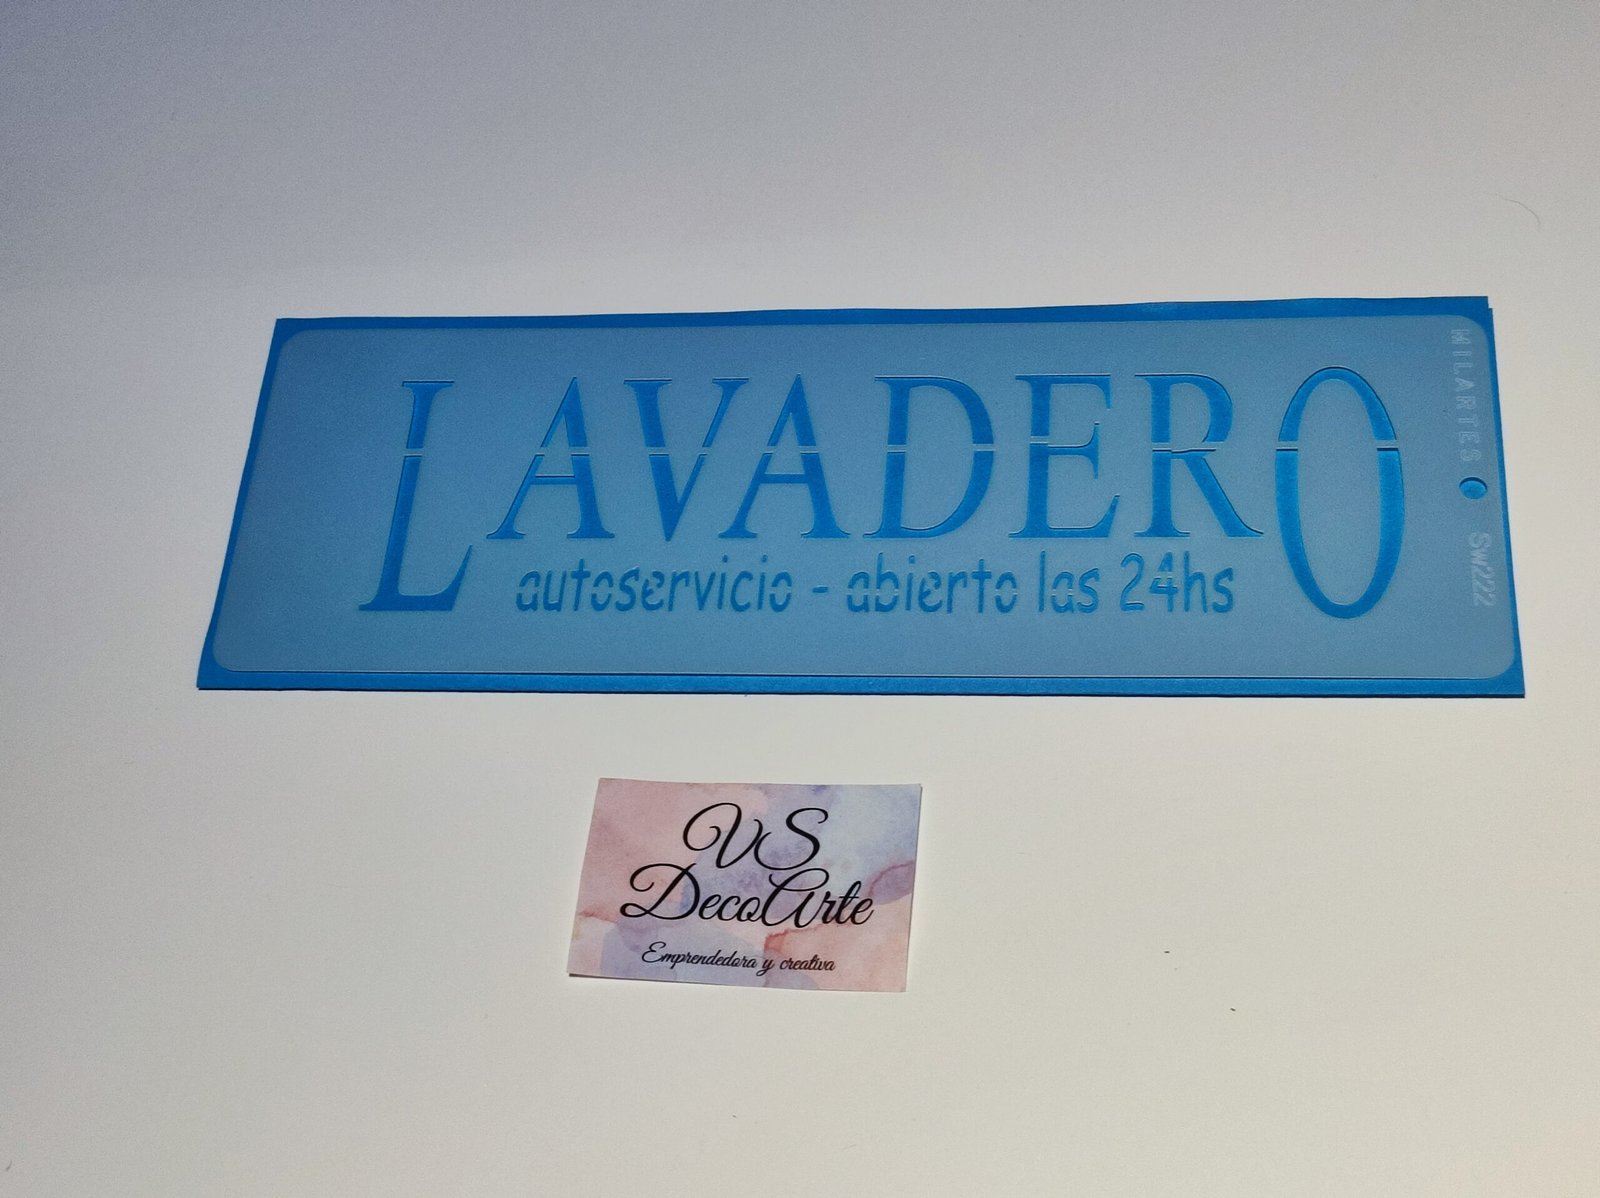 LAVADERO
autoservicio - abierto las 24hs
MILARTES SW222
VS
DecoArte
Emprendedora y creativa